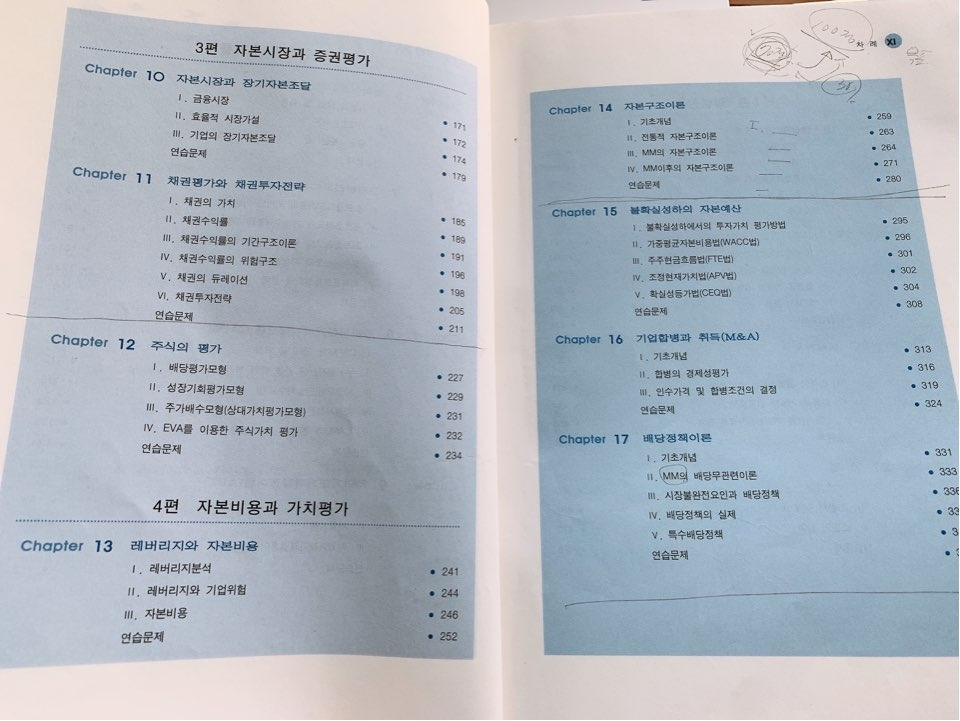 3편 자본시장과 증권평가
Chapter 10 자본시장과 장기자본조달
Ⅰ. 금융시장 • 171
Ⅱ. 효율적 시장가설 • 172
Ⅲ. 기업의 장기자본조달 • 174
연습문제 • 179
Chapter 11 채권평가와 채권투자전략
Ⅰ. 채권의 가치 • 185
Ⅱ. 채권수익률 • 189
Ⅲ. 채권수익률의 기간구조이론 • 191
Ⅳ. 채권수익률의 위험구조 • 196
Ⅴ. 채권의 듀레이션 • 198
Ⅵ. 채권투자전략 • 205
연습문제 • 211
Chapter 12 주식의 평가
Ⅰ. 배당평가모형 • 227
Ⅱ. 성장기회평가모형 • 229
Ⅲ. 주가배수모형(상대가치평가모형) • 231
Ⅳ. EVA를 이용한 주식가치 평가 • 232
연습문제 • 234
4편 자본비용과 가치평가
Chapter 13 레버리지와 자본비용
Ⅰ. 레버리지분석 • 241
Ⅱ. 레버리지와 기업위험 • 244
Ⅲ. 자본비용 • 246
연습문제 • 252
100%
차례 XI
Chapter 14 자본구조이론
Ⅰ. 기초개념 • 259
Ⅱ. 전통적 자본구조이론 • 263
Ⅲ. MM의 자본구조이론 • 264
Ⅳ. MM이후의 자본구조이론 • 271
연습문제 • 280
Chapter 15 불확실성하의 자본예산
Ⅰ. 불확실성하에서의 투자가치 평가방법 • 295
Ⅱ. 가중평균자본비용법(WACC법) • 296
Ⅲ. 주주현금흐름법(FTE법) • 301
Ⅳ. 조정현재가치법(APV법) • 302
Ⅴ. 확실성등가법(CEQ법) • 304
연습문제 • 308
Chapter 16 기업합병과 취득(M&A)
Ⅰ. 기초개념 • 313
Ⅱ. 합병의 경제성평가 • 316
Ⅲ. 인수가격 및 합병조건의 결정 • 319
연습문제 • 324
Chapter 17 배당정책이론
Ⅰ. 기초개념 • 331
Ⅱ. MM의 배당무관련이론 • 333
Ⅲ. 시장불완전요인과 배당정책 • 336
Ⅳ. 배당정책의 실제
Ⅴ. 특수배당정책
연습문제